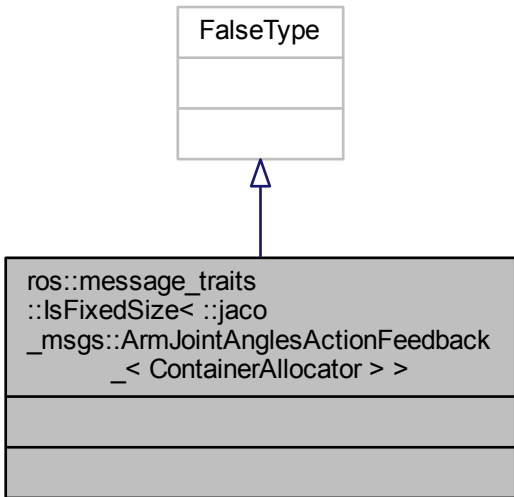 FalseType
ros::message_traits
::IsFixedSize< ::jaco
_msgs::ArmJointAnglesActionFeedback
_< ContainerAllocator > >